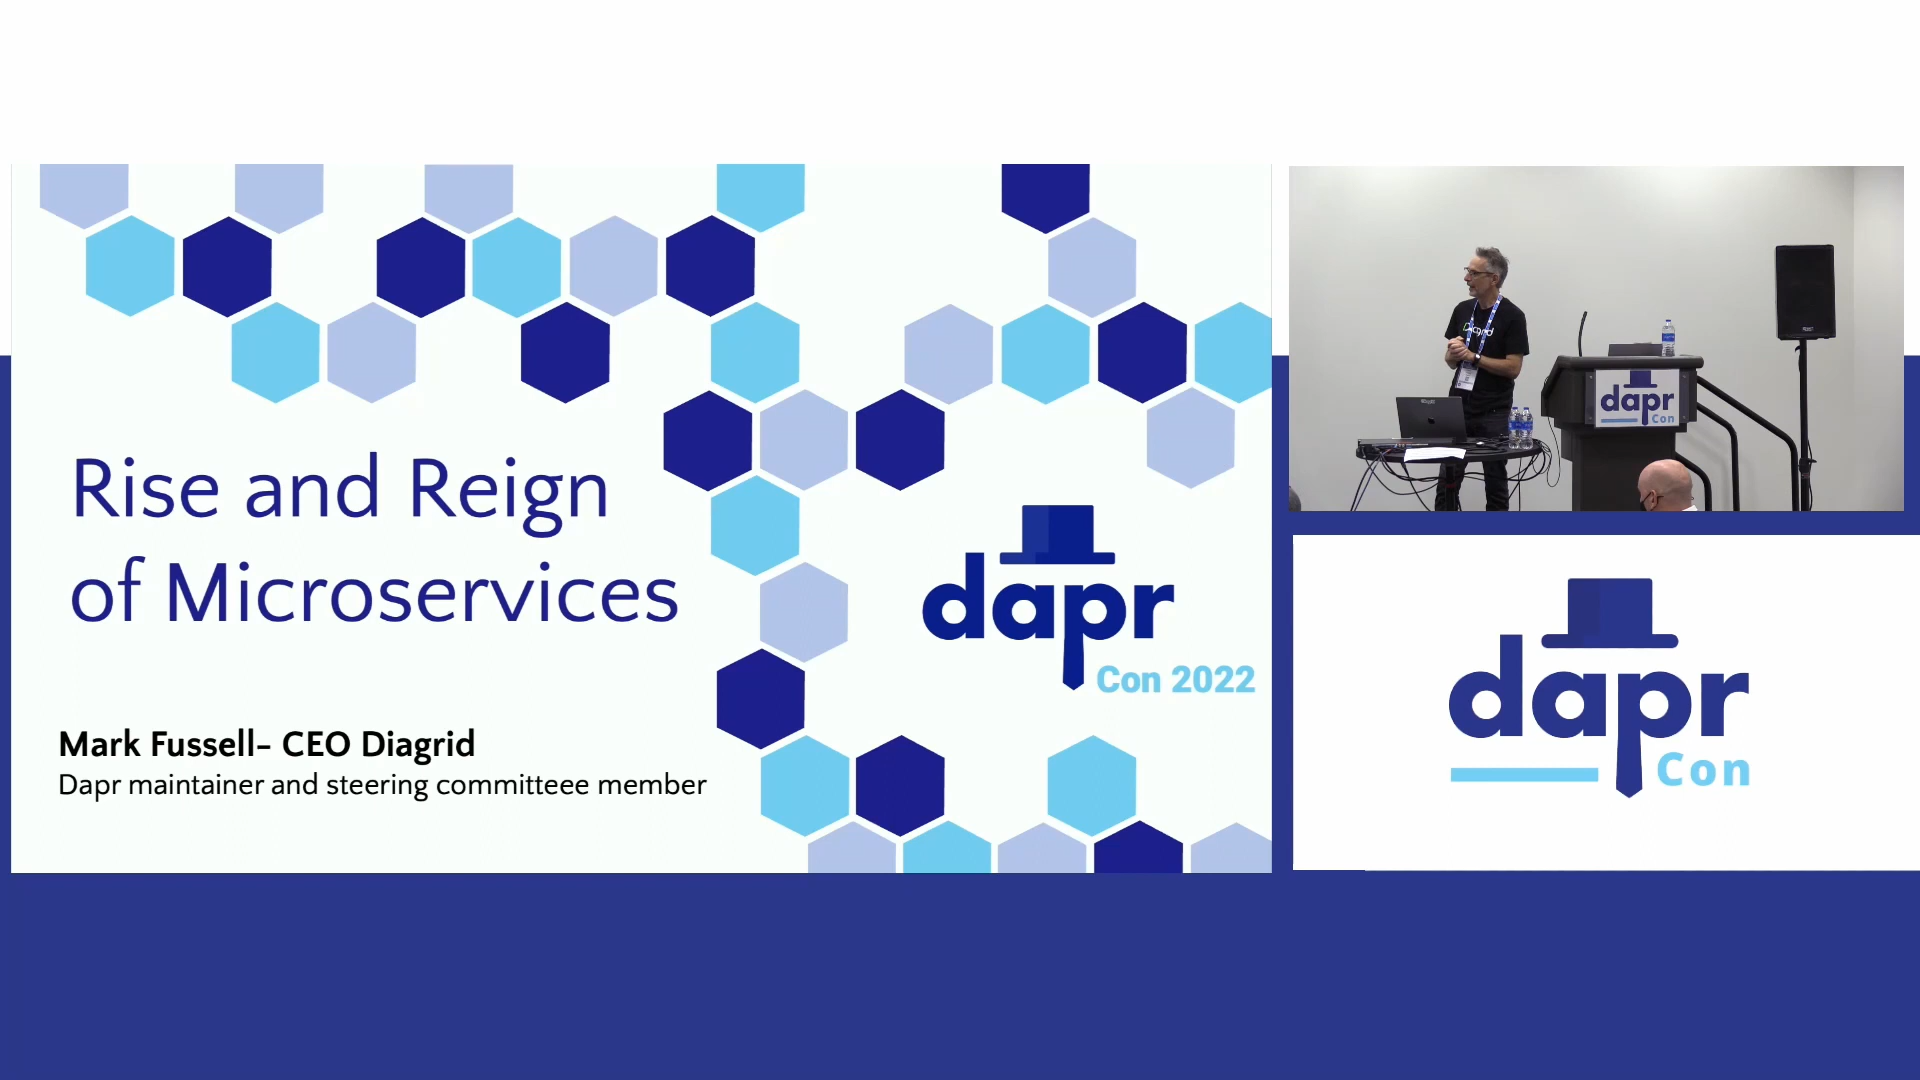 Rise and Reign
of Microservices
Mark Fussell- CEO Diagrid
Dapr maintainer and steering committeee member
dapr
Con 2022
Diagrid
dapr
Con
dapr
Con